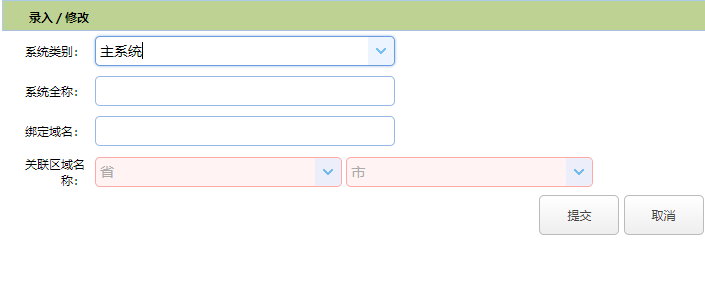 录入 / 修改
系统类别：
主系统
系统全称：
绑定域名：
关联区域名
称：
省
市
提交
取消